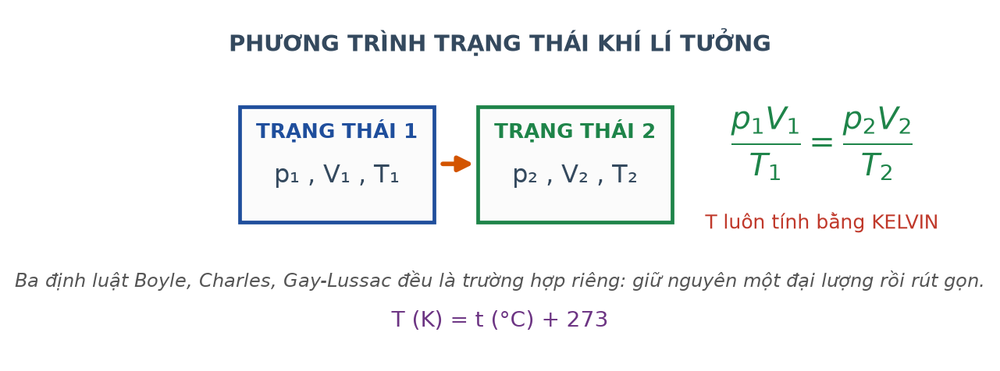 PHƯƠNG TRÌNH TRẠNG THÁI KHÍ LÍ TƯỞNG
TRẠNG THÁI 1
p₁ , V₁ , T₁
TRẠNG THÁI 2
p₂ , V₂ , T₂
p₁V₁/T₁ = p₂V₂/T₂
T luôn tính bằng KELVIN
Ba định luật Boyle, Charles, Gay-Lussac đều là trường hợp riêng: giữ nguyên một đại lượng rồi rút gọn.
T (K) = t (°C) + 273